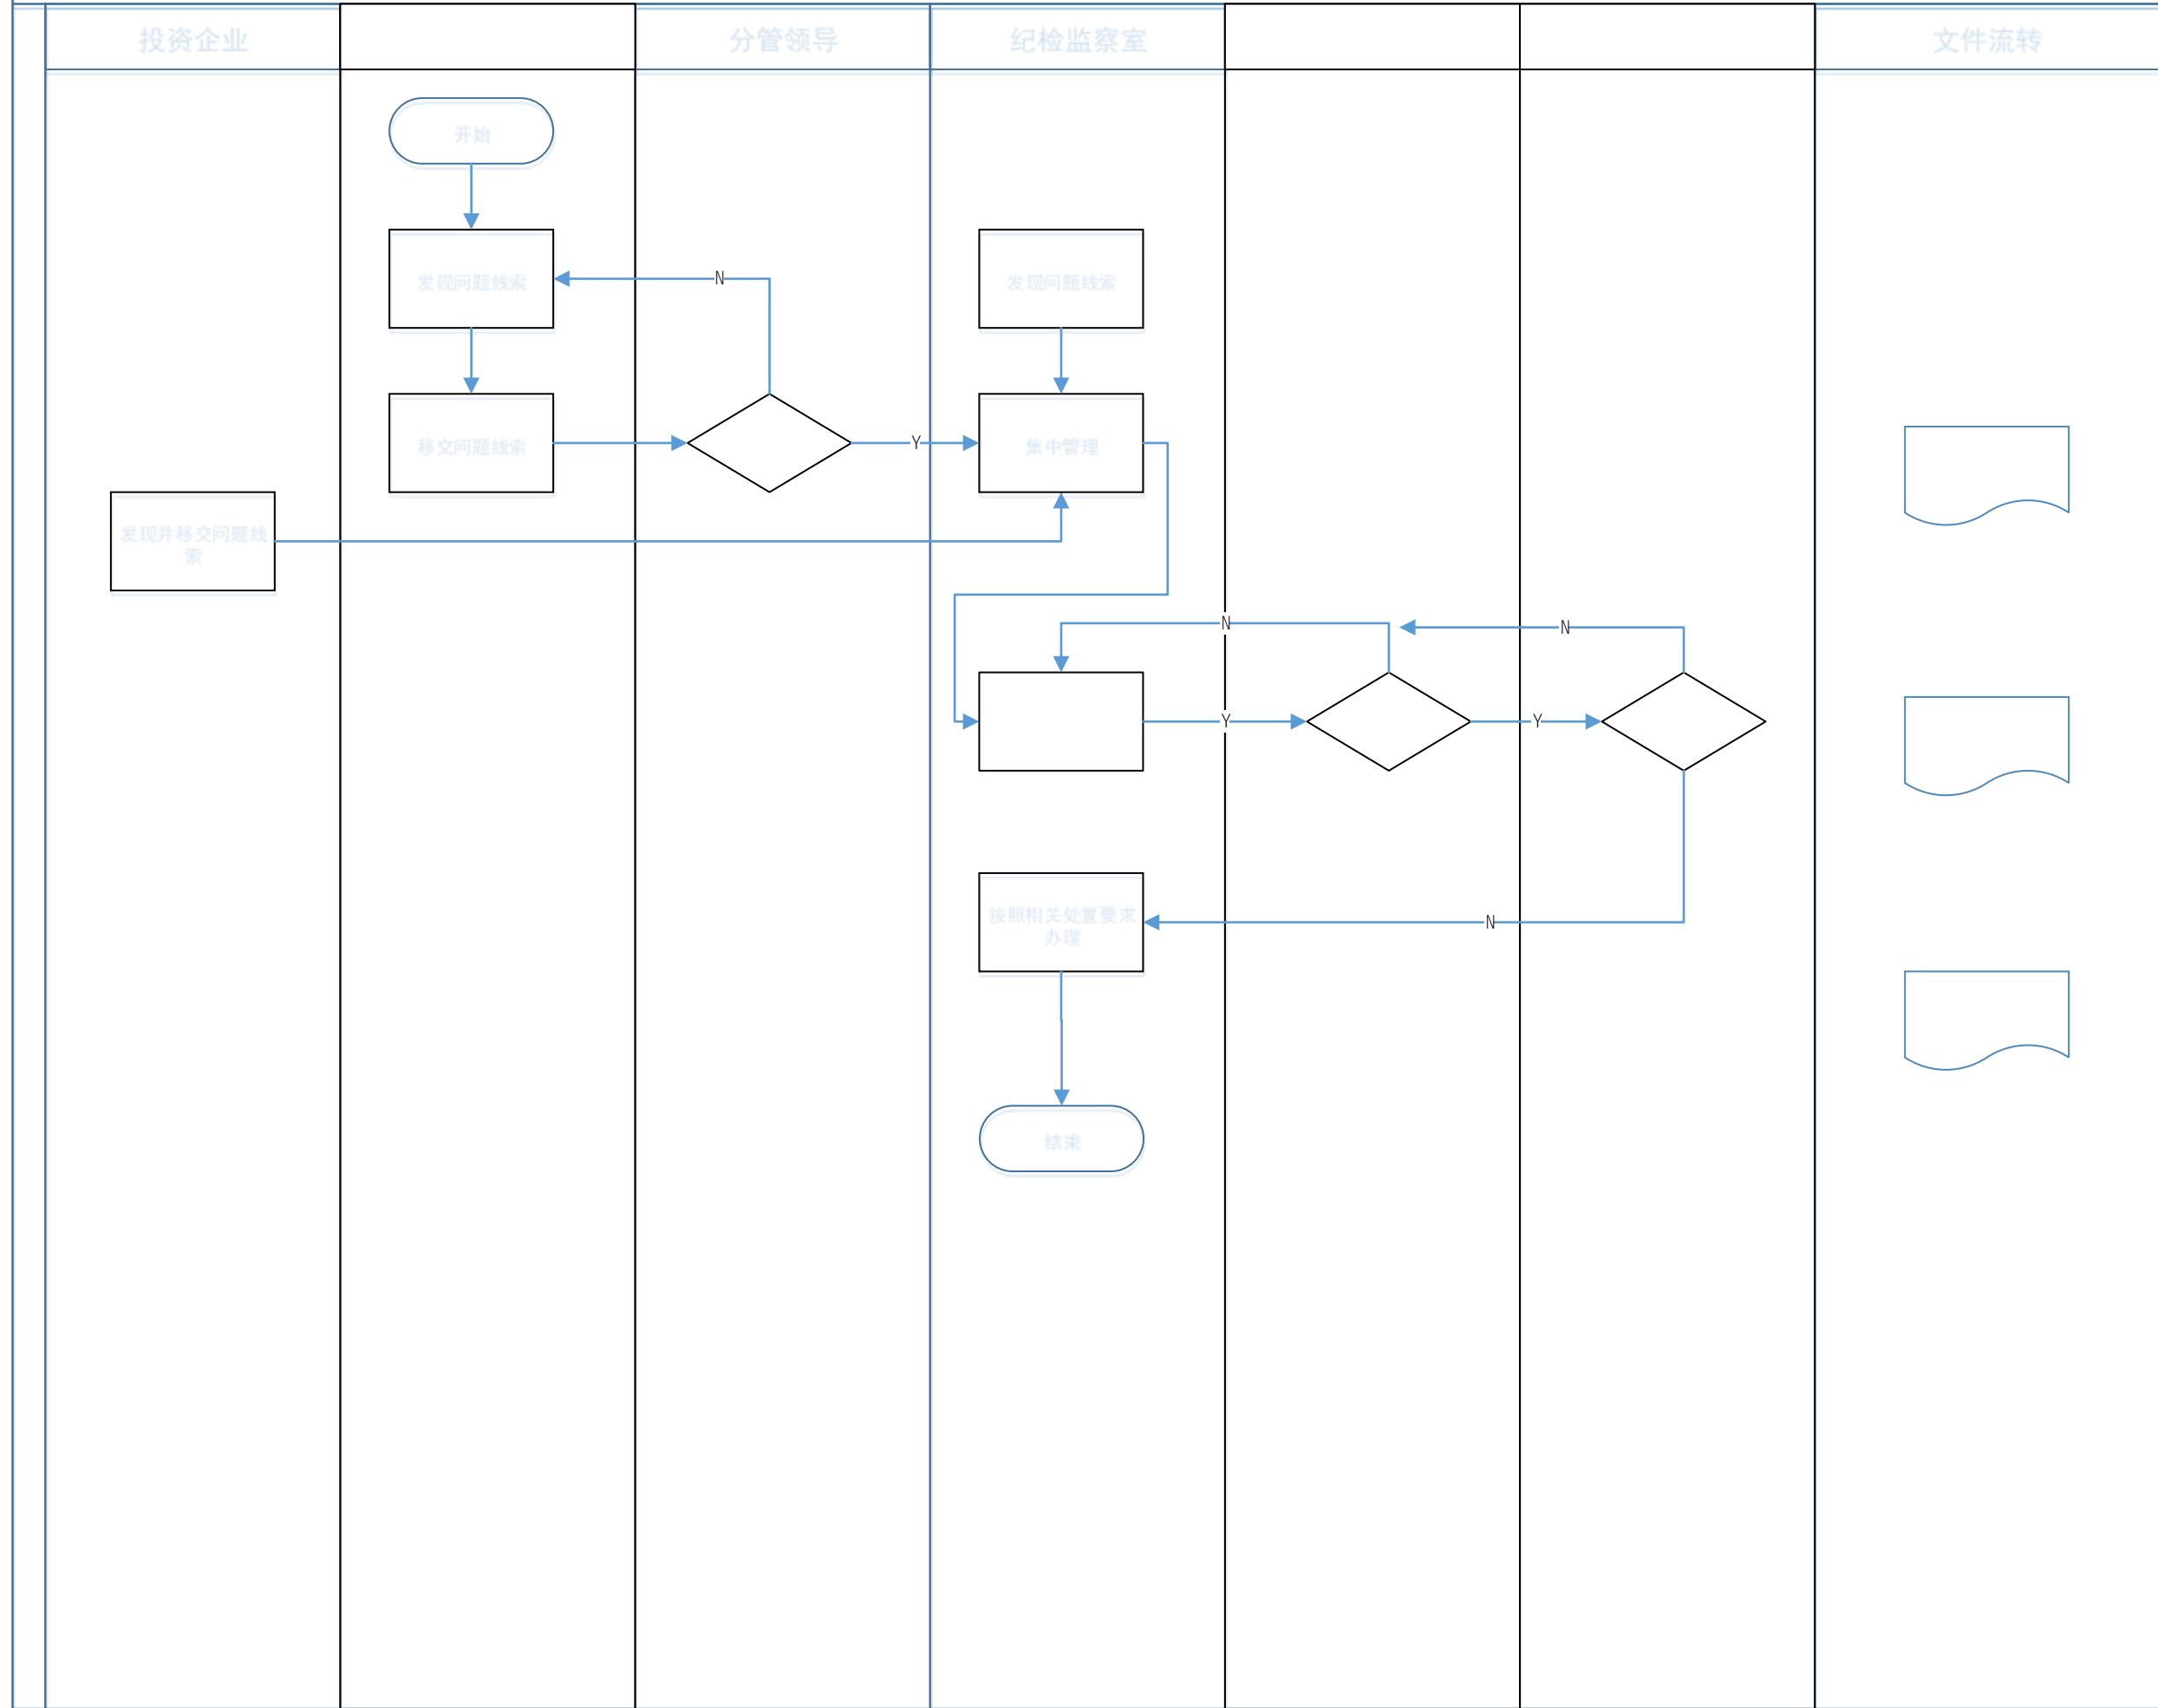 投资企业
分管领导
纪检监察室
文件流转
开始
发现问题线索
N
发现问题线索
移交问题线索
Y
集中管理
发现并移交问题线
索
N
N
Y
Y
按照相关处置要求
办理
N
结束